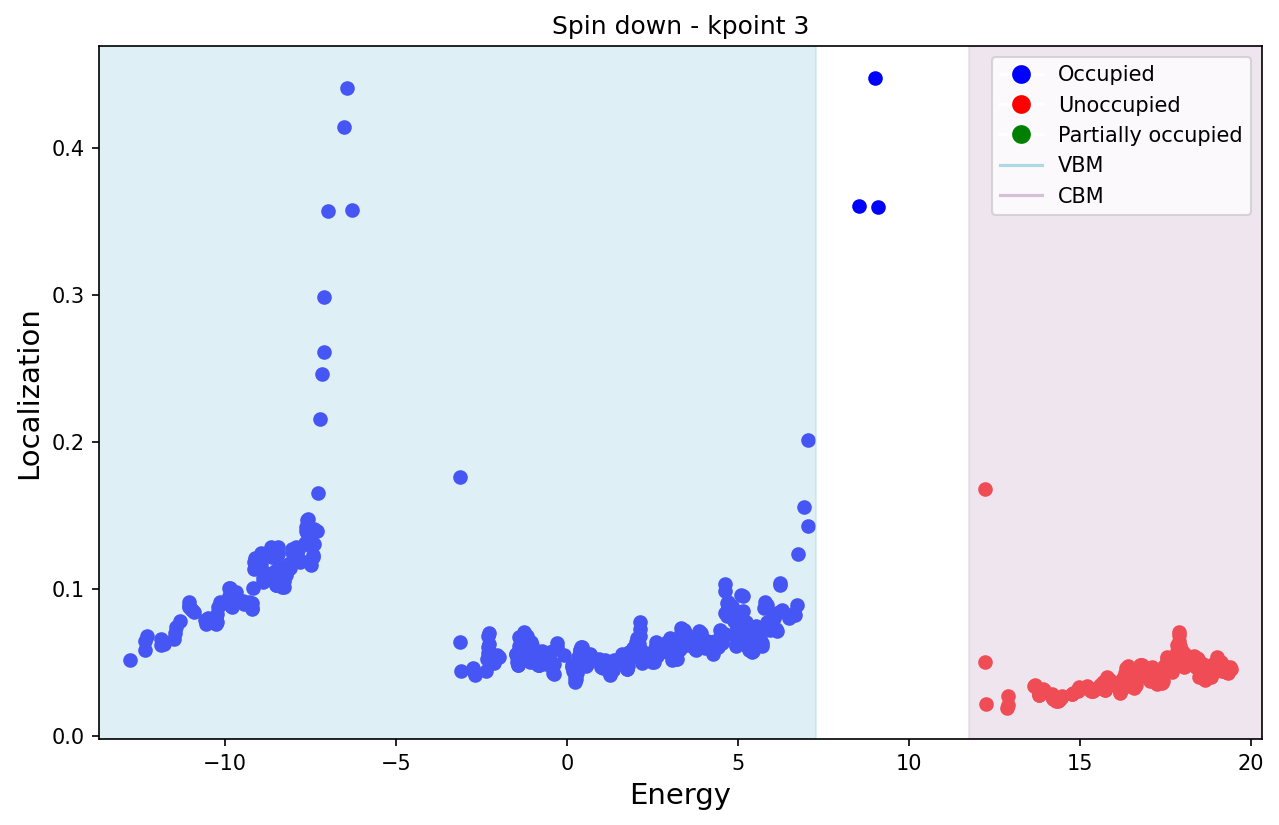 Spin down - kpoint 3
Localization
0.4
0.3
0.2
0.1
0.0
Occupied
Unoccupied
Partially occupied
VBM
CBM
−10
−5
0
5
10
15
20
Energy